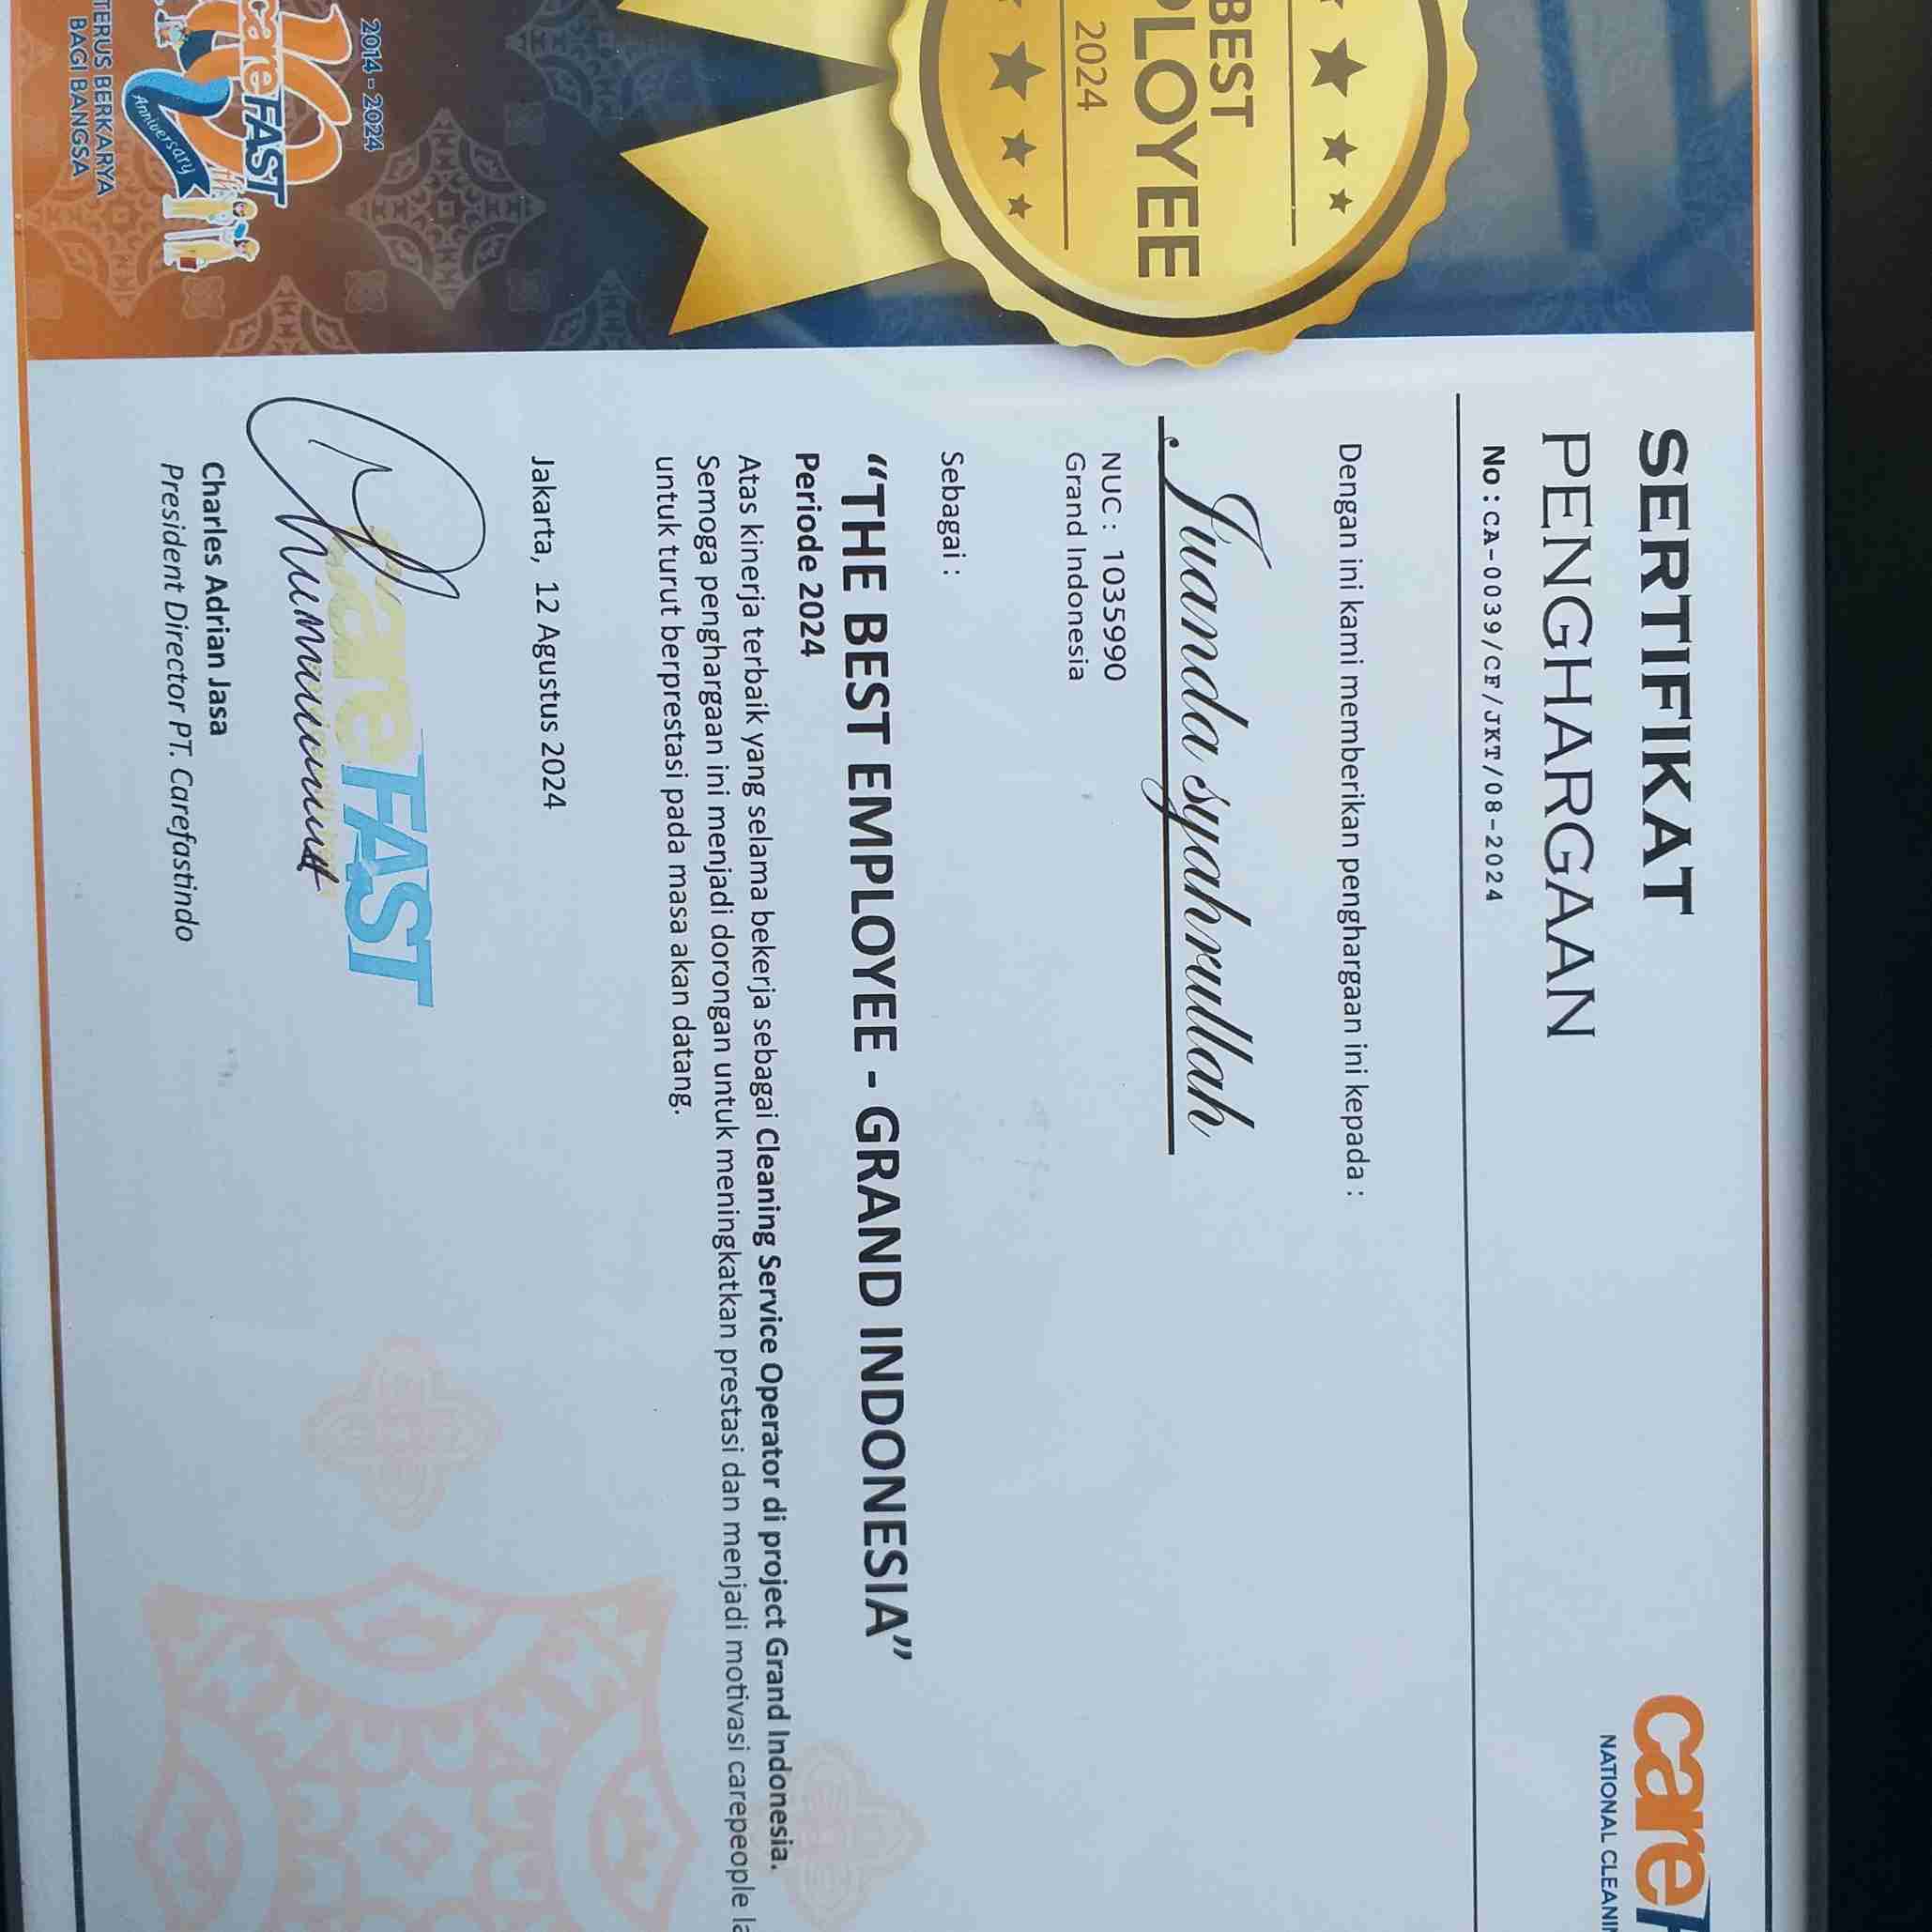 SERTIFIKAT
PENGHARGAAN
No : CA-0039/CF/JKT/08-2024
care
NATIONAL
Dengan ini kami memberikan penghargaan ini kepada :
Juanda syahrullah
NUC : 1035990
Grand Indonesia
Sebagai :
“THE BEST EMPLOYEE - GRAND INDONESIA”
Periode 2024
Atas kinerja terbaik yang selama bekerja sebagai Cleaning Service Operator di project Grand Indonesia.
Semoga penghargaan ini menjadi dorongan untuk meningkatkan prestasi dan menjadi motivasi carepeople
untuk turut berprestasi pada masa akan datang.
Jakarta, 12 Agustus 2024
careFAST
Charles Adrian Jasa
President Director PT. Carefastindo
BEST
PLOYEE
2024
2014 - 2024
careFAST
Anniversary
TERUS BERKARYA
BAGI BANGSA